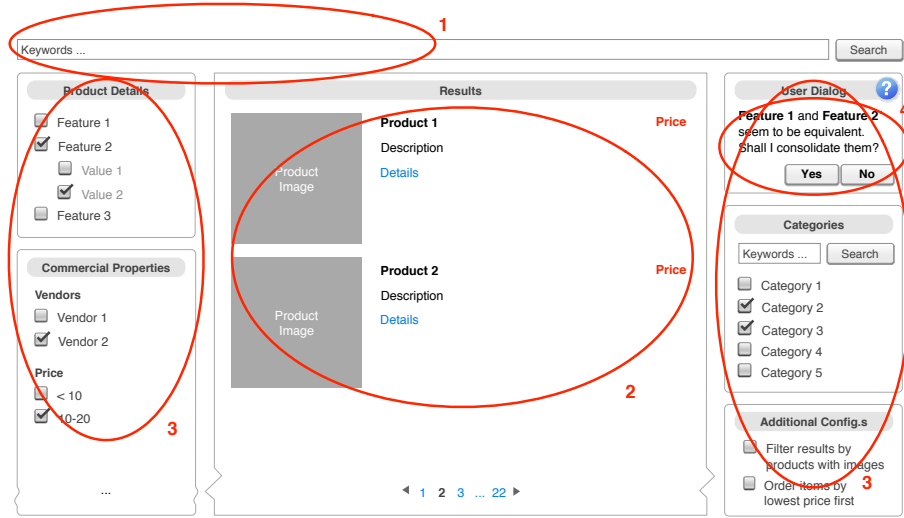 1
Keywords ...
Search
Product Details
Feature 1
Feature 2
Value 1
Value 2
Feature 3
Commercial Properties
Vendors
Vendor 1
Vendor 2
Price
< 10
10-20
3
...
Results
Product
Image
Product 1
Price
Description
Details
Product
Image
Product 2
Price
Description
Details
2
1 2 3 ... 22
User Dialog
?
4
Feature 1 and Feature 2
seem to be equivalent.
Shall I consolidate them?
Yes
No
Categories
Keywords ...
Search
Category 1
Category 2
Category 3
Category 4
Category 5
Additional Config.s
Filter results by
products with images
3
Order items by
lowest price first